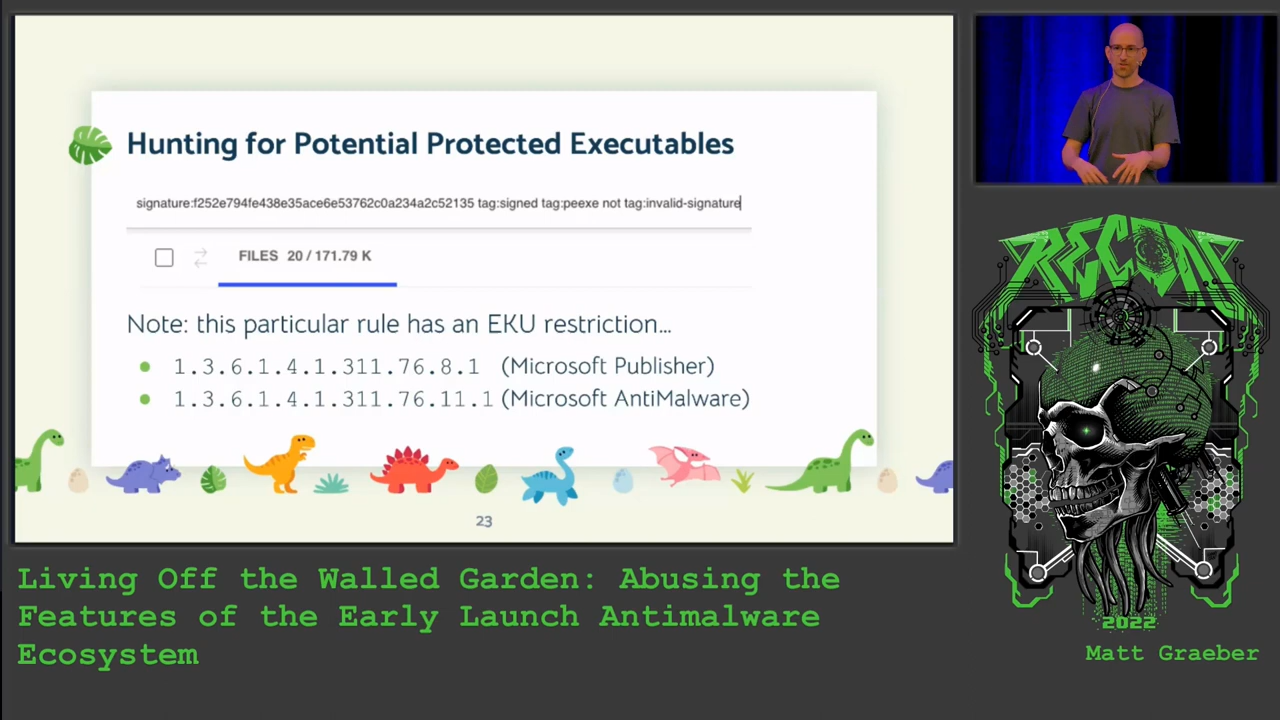 Hunting for Potential Protected Executables
signature:f252e794fe438e35ace6e53762c0a234a2c52135 tag:signed tag:peexe not tag:invalid-signature
FILES 20 / 171.79 K
Note: this particular rule has an EKU restriction...
1.3.6.1.4.1.311.76.8.1 (Microsoft Publisher)
1.3.6.1.4.1.311.76.11.1 (Microsoft AntiMalware)
23
RECON
2022
Living Off the Walled Garden: Abusing the
Features of the Early Launch Antimalware
Ecosystem
Matt Graeber